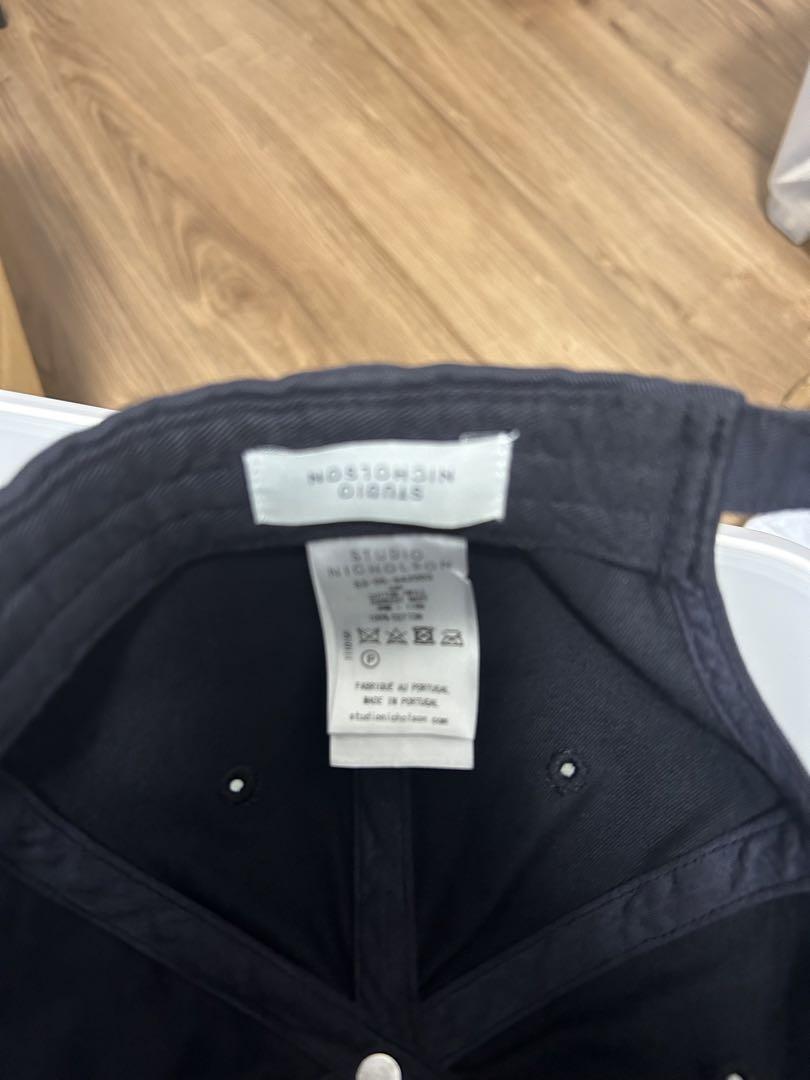 STUDIO
NICHOLSON
STUDIO
NICHOLSON
100% COTTON
P
FABRIQUÉ AU PORTUGAL
MADE IN PORTUGAL
studionicholson.com